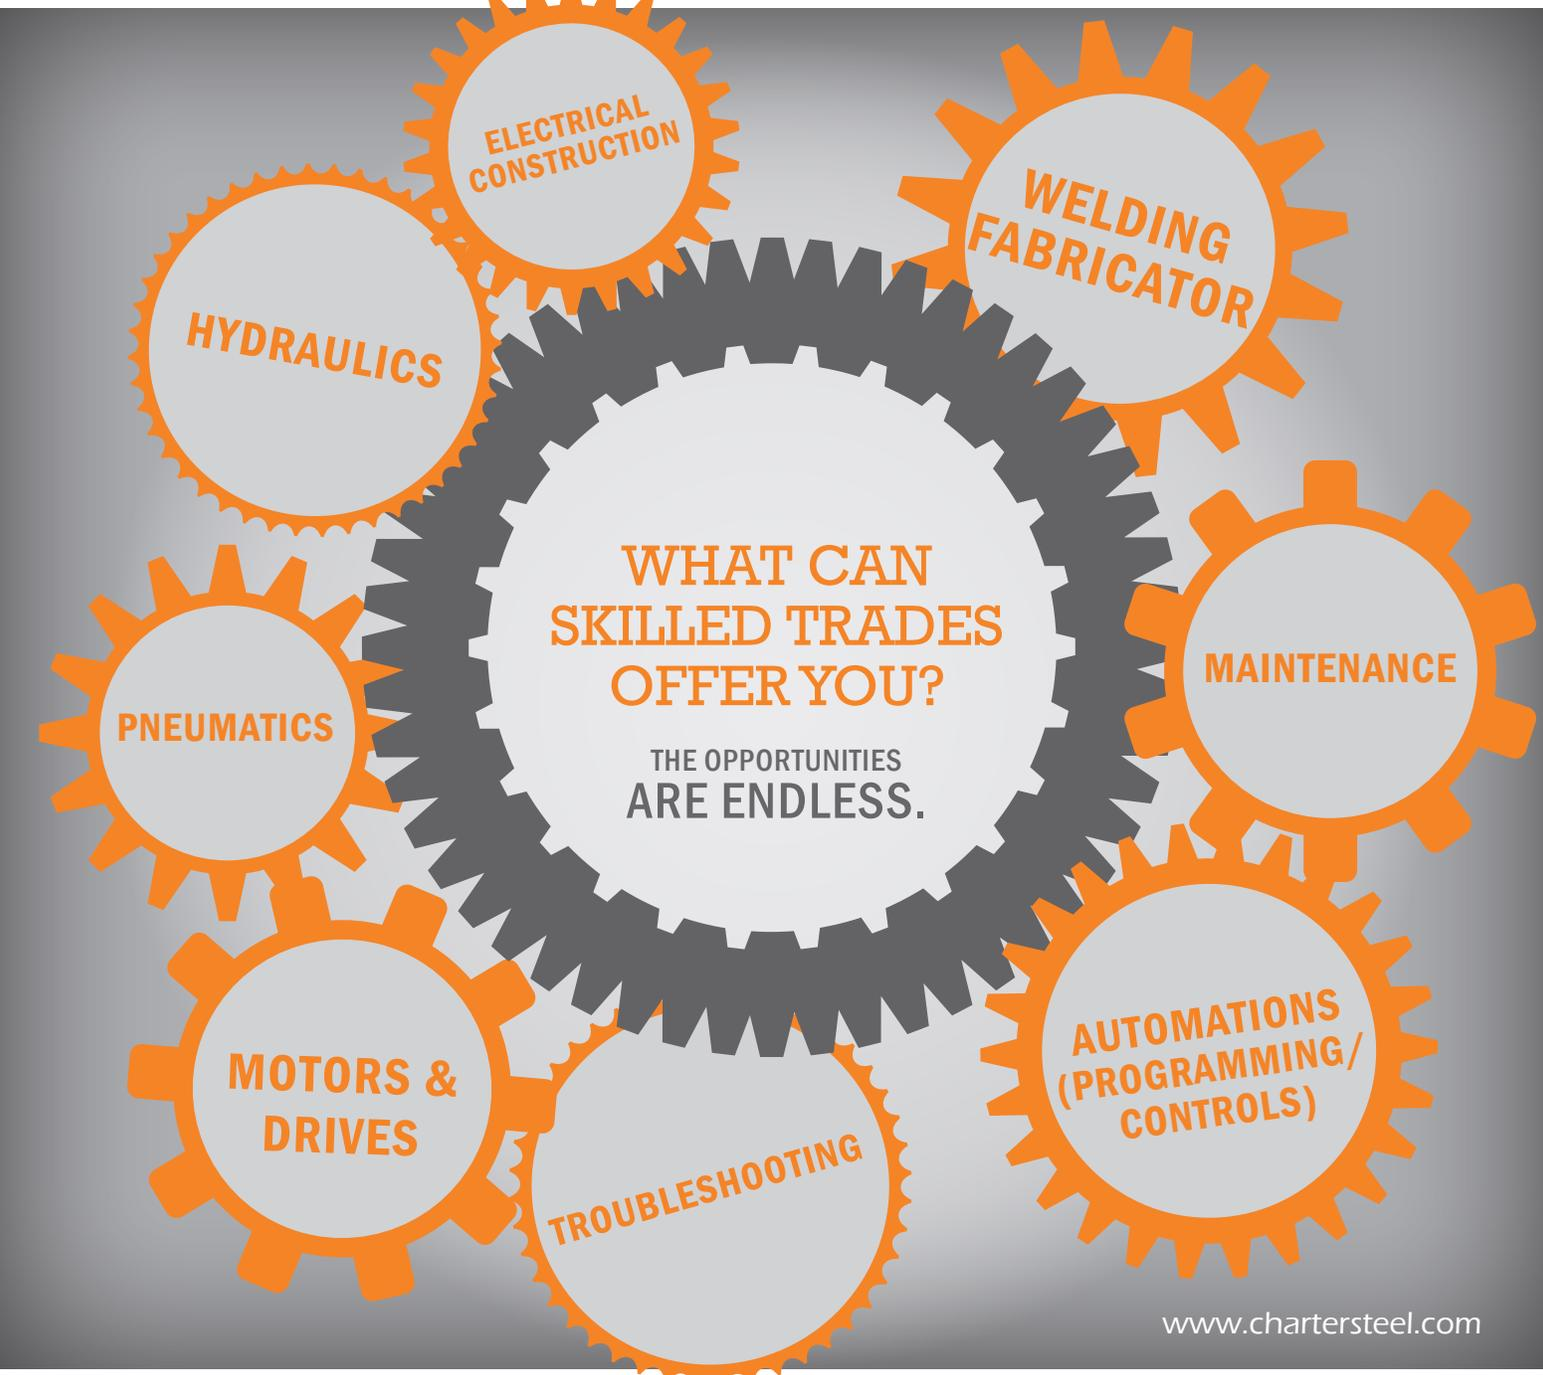 ELECTRICAL
CONSTRUCTION
WELDING
FABRICATOR
HYDRAULICS
WHAT CAN
SKILLED TRADES
OFFER YOU?
THE OPPORTUNITIES
ARE ENDLESS.
MAINTENANCE
PNEUMATICS
MOTORS &
DRIVES
AUTOMATIONS
(PROGRAMMING/
CONTROLS)
TROUBLESHOOTING
www.chartersteel.com